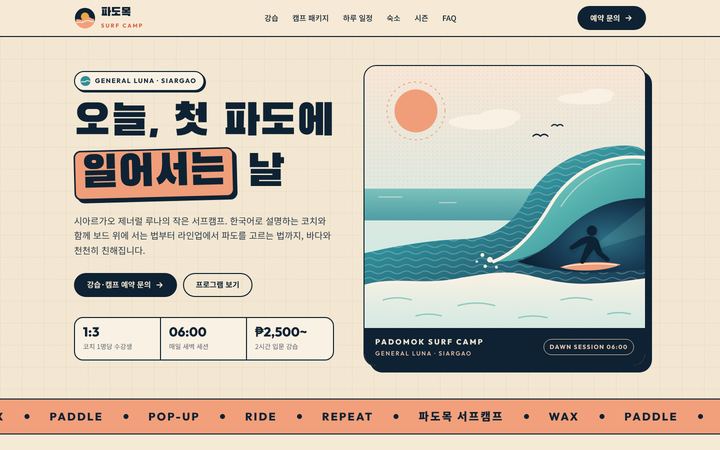 파도목
SURF CAMP
강습 캠프 패키지 하루 일정 숙소 시즌 FAQ
예약 문의 →
GENERAL LUNA · SIARGAO
오늘, 첫 파도에
일어서는 날
시아르가오 제너럴 루나의 작은 서프캠프. 한국어로 설명하는 코치와
함께 보드 위에 서는 법부터 라인업에서 파도를 고르는 법까지, 바다와
천천히 친해집니다.
강습·캠프 예약 문의 →
프로그램 보기
1:3
코치 1명당 수강생
06:00
매일 새벽 세션
₱2,500~
2시간 입문 강습
PADOMOK SURF CAMP
GENERAL LUNA · SIARGAO
DAWN SESSION 06:00
X • PADDLE • POP-UP • RIDE • REPEAT • 파도목 서프캠프 • WAX • PADDLE •